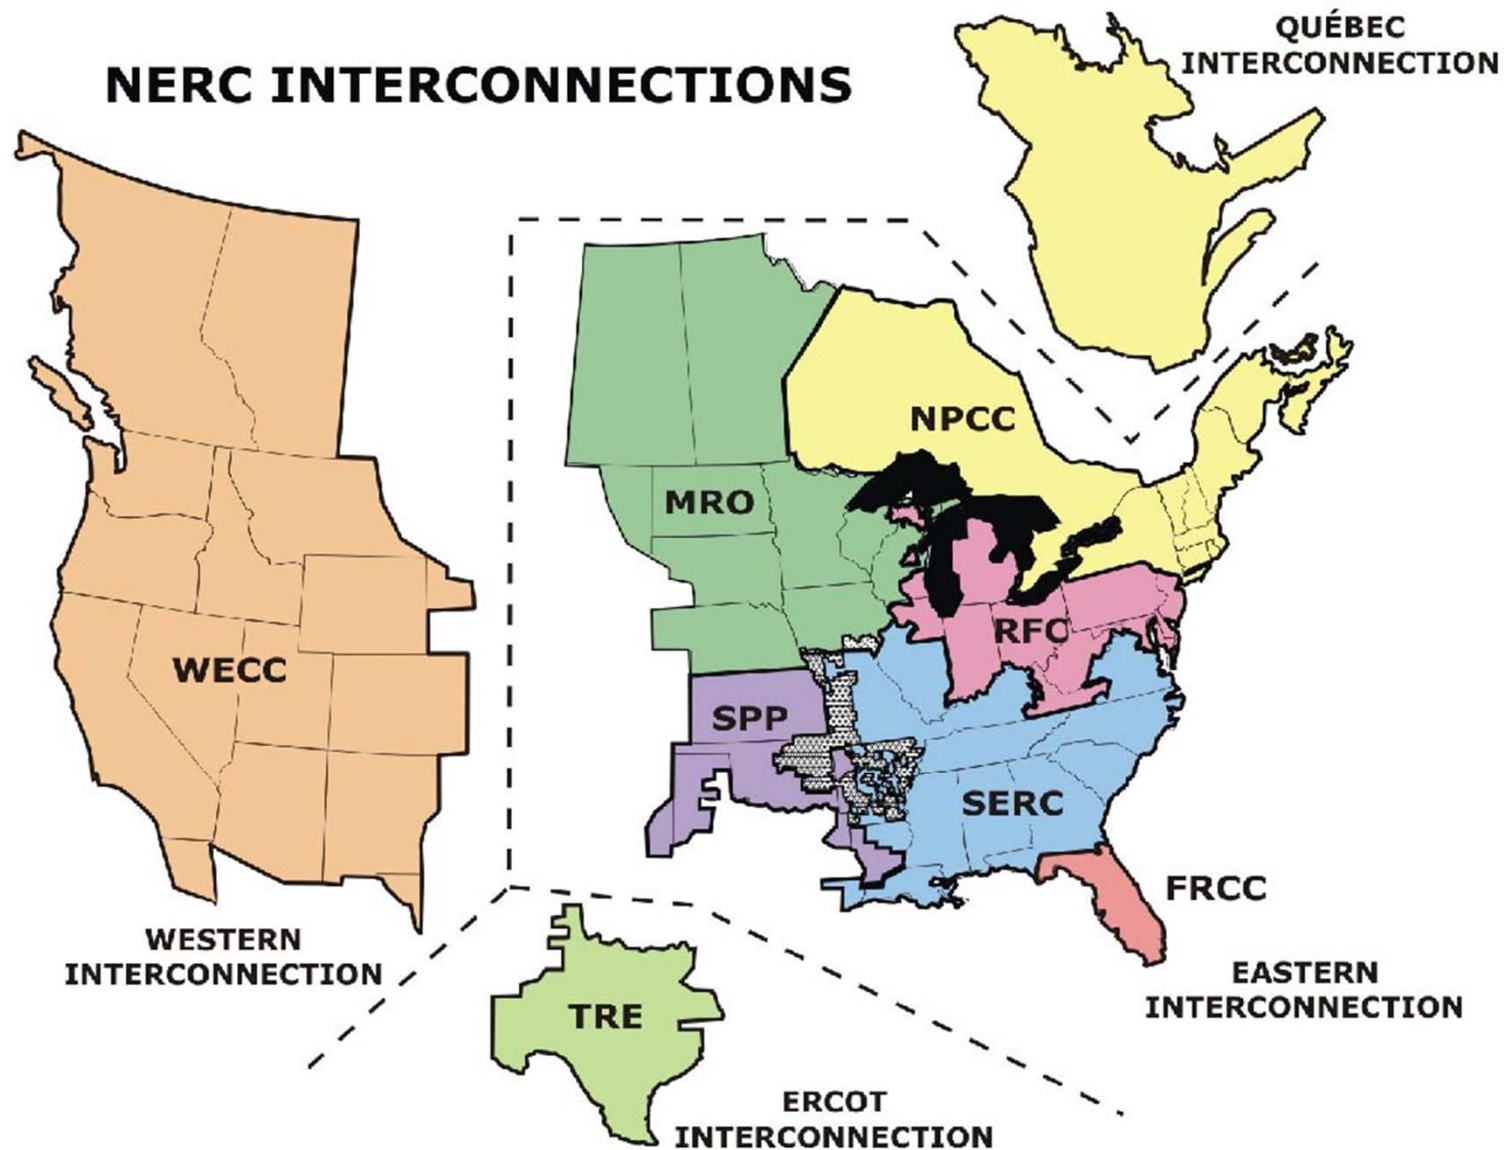 QUÉBEC
INTERCONNECTION
NERC INTERCONNECTIONS
NPCC
MRO
RFC
WECC
SPP
SERC
FRCC
WESTERN
INTERCONNECTION
EASTERN
INTERCONNECTION
TRE
ERCOT
INTERCONNECTION